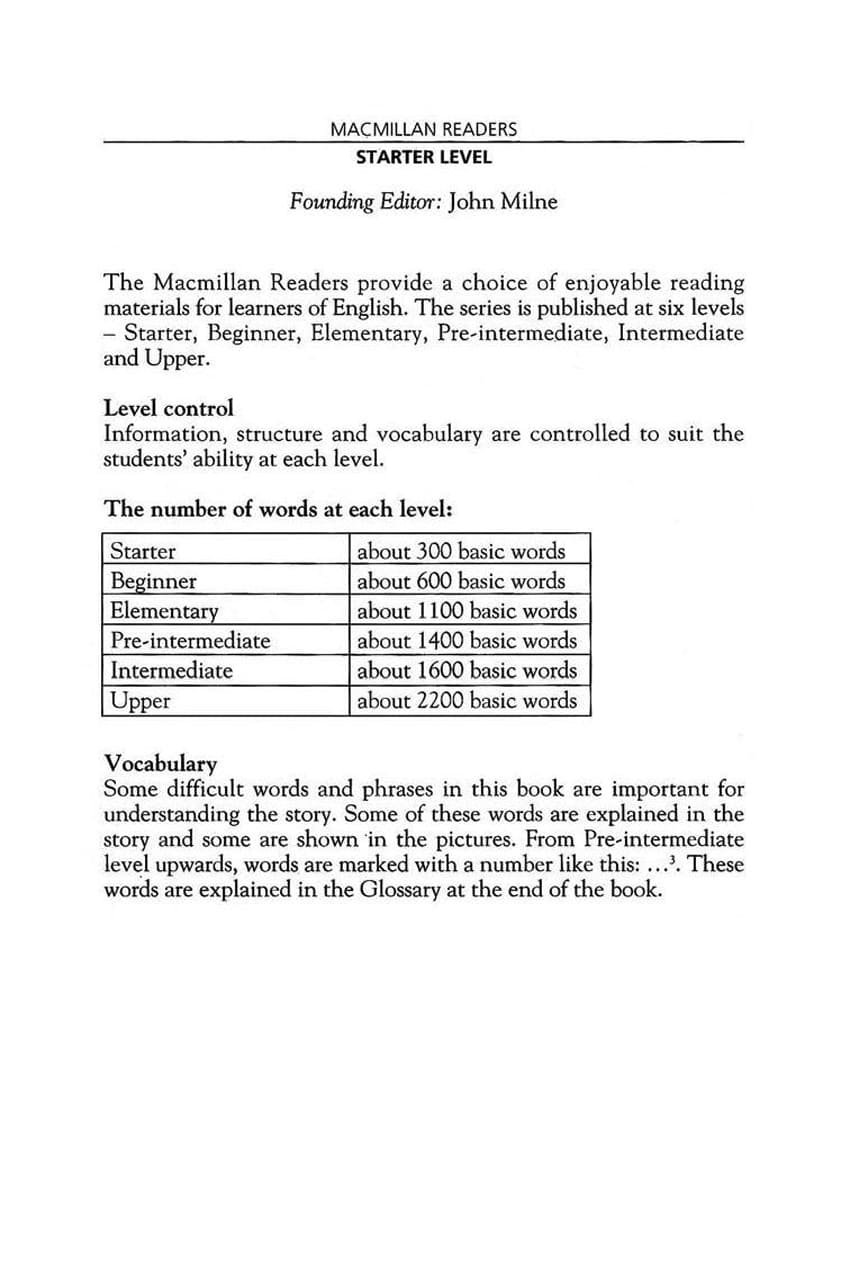 MACMILLAN READERS
STARTER LEVEL
Founding Editor: John Milne
The Macmillan Readers provide a choice of enjoyable reading
materials for learners of English. The series is published at six levels
– Starter, Beginner, Elementary, Pre-intermediate, Intermediate
and Upper.
Level control
Information, structure and vocabulary are controlled to suit the
students' ability at each level.
The number of words at each level:
Starter about 300 basic words
Beginner about 600 basic words
Elementary about 1100 basic words
Pre-intermediate about 1400 basic words
Intermediate about 1600 basic words
Upper about 2200 basic words
Vocabulary
Some difficult words and phrases in this book are important for
understanding the story. Some of these words are explained in the
story and some are shown in the pictures. From Pre-intermediate
level upwards, words are marked with a number like this: ...³. These
words are explained in the Glossary at the end of the book.